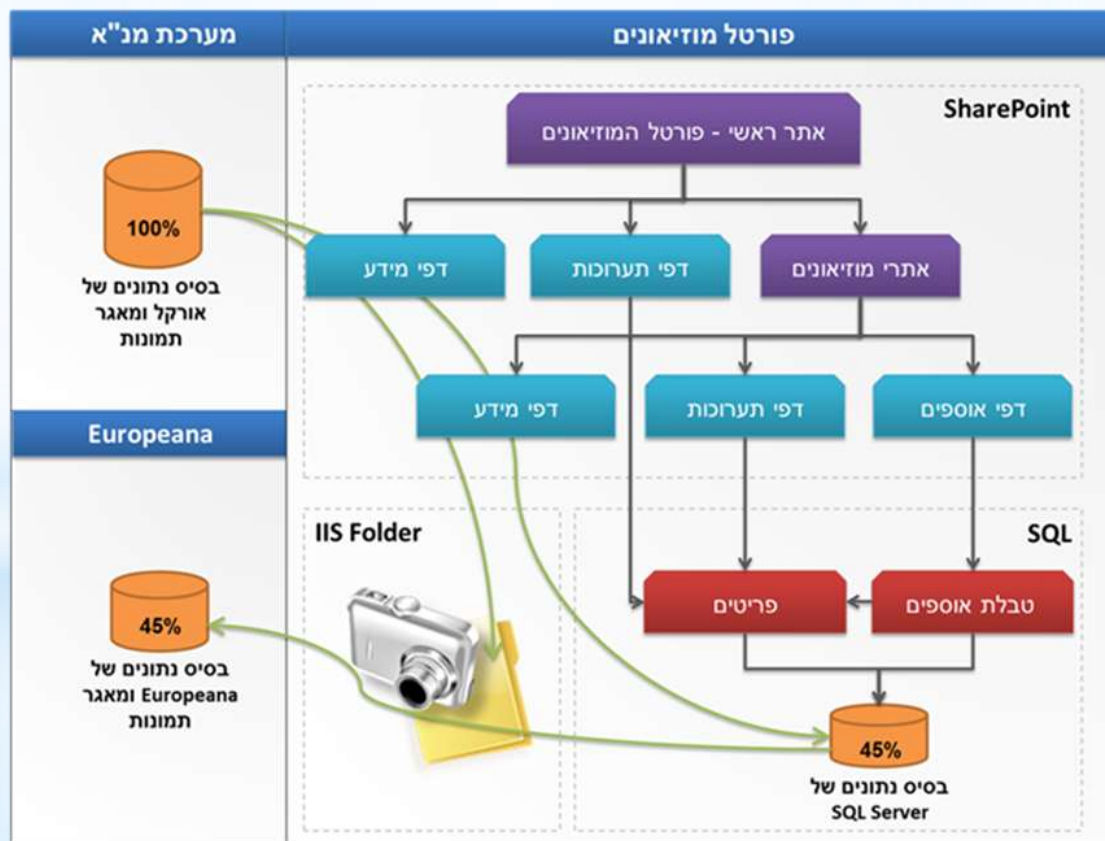 פורטל מוזיאונים
מערכת מנ"א
SharePoint
אתר ראשי - פורטל המוזיאונים
אתרי מוזיאונים
דפי תערוכות
דפי מידע
דפי אוספים
דפי תערוכות
דפי מידע
100%
בסיס נתונים של
אורקל ומאגר
תמונות
Europeana
SQL
טבלת אוספים
פריטים
45%
בסיס נתונים של
SQL Server
IIS Folder
45%
בסיס נתונים של
Europeana ומאגר
תמונות